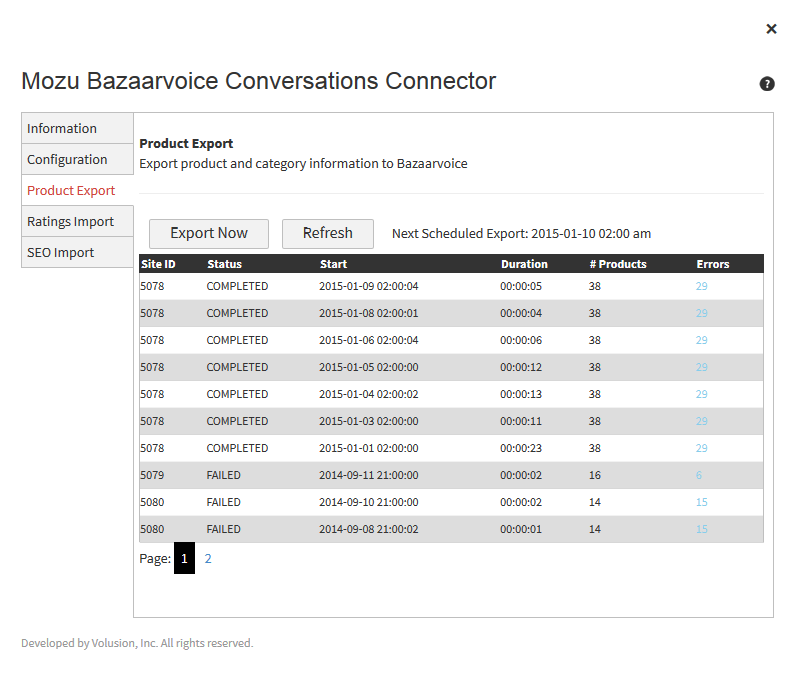 ×
Mozu Bazaarvoice Conversations Connector
?
Information
Configuration
Product Export
Ratings Import
SEO Import
Product Export
Export product and category information to Bazaarvoice
Export Now Refresh Next Scheduled Export: 2015-01-10 02:00 am
Site ID Status Start Duration # Products Errors
5078 COMPLETED 2015-01-09 02:00:04 00:00:05 38 29
5078 COMPLETED 2015-01-08 02:00:01 00:00:04 38 29
5078 COMPLETED 2015-01-06 02:00:04 00:00:06 38 29
5078 COMPLETED 2015-01-05 02:00:00 00:00:12 38 29
5078 COMPLETED 2015-01-04 02:00:02 00:00:13 38 29
5078 COMPLETED 2015-01-03 02:00:00 00:00:11 38 29
5078 COMPLETED 2015-01-01 02:00:00 00:00:23 38 29
5079 FAILED 2014-09-11 21:00:00 00:00:02 16 6
5080 FAILED 2014-09-10 21:00:00 00:00:02 14 15
5080 FAILED 2014-09-08 21:00:02 00:00:01 14 15
Page: 1 2
Developed by Volusion, Inc. All rights reserved.